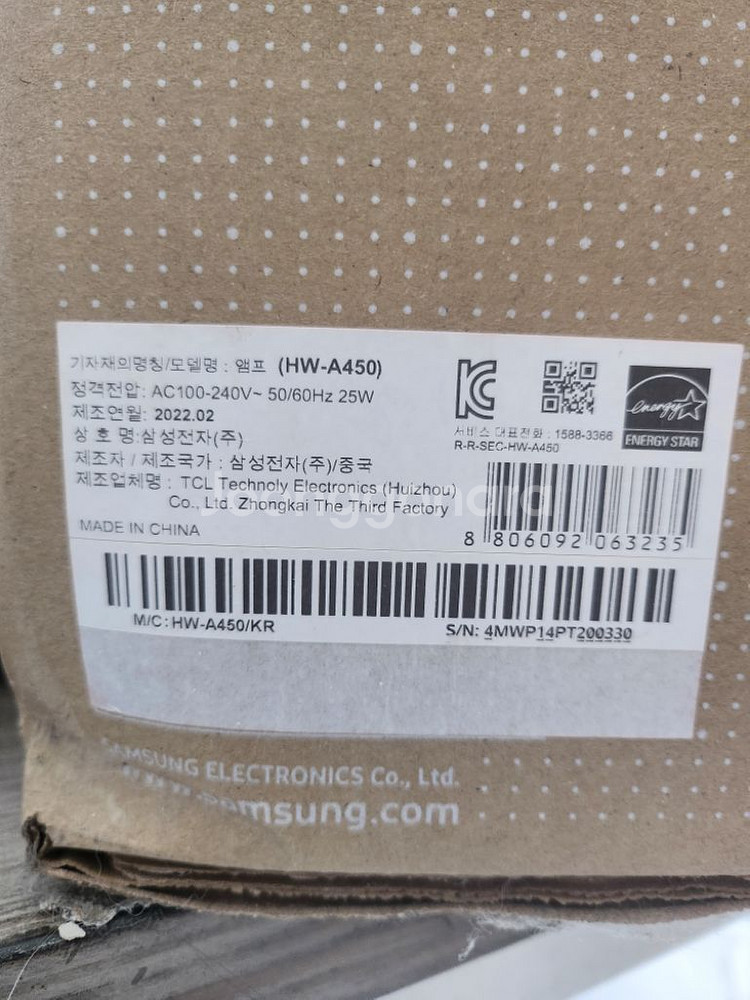 기자재의명칭/모델명 : 앰프 (HW-A450)
정격전압: AC100-240V~ 50/60Hz 25W
제조연월: 2022.02
상 호 명:삼성전자(주)
제조자 / 제조국가 : 삼성전자(주)/중국
제조업체명 : TCL Technoly Electronics (Huizhou)
Co., Ltd. Zhongkai The Third Factory
MADE IN CHINA
서비스 대표전화 : 1588-3366
R-R-SEC-HW-A450
energy
ENERGY STAR
8 806092 063235
M/C: HW-A450/KR
S/N: 4MWP14PT200330
joonggonara
SAMSUNG ELECTRONICS Co., Ltd.
www.samsung.com